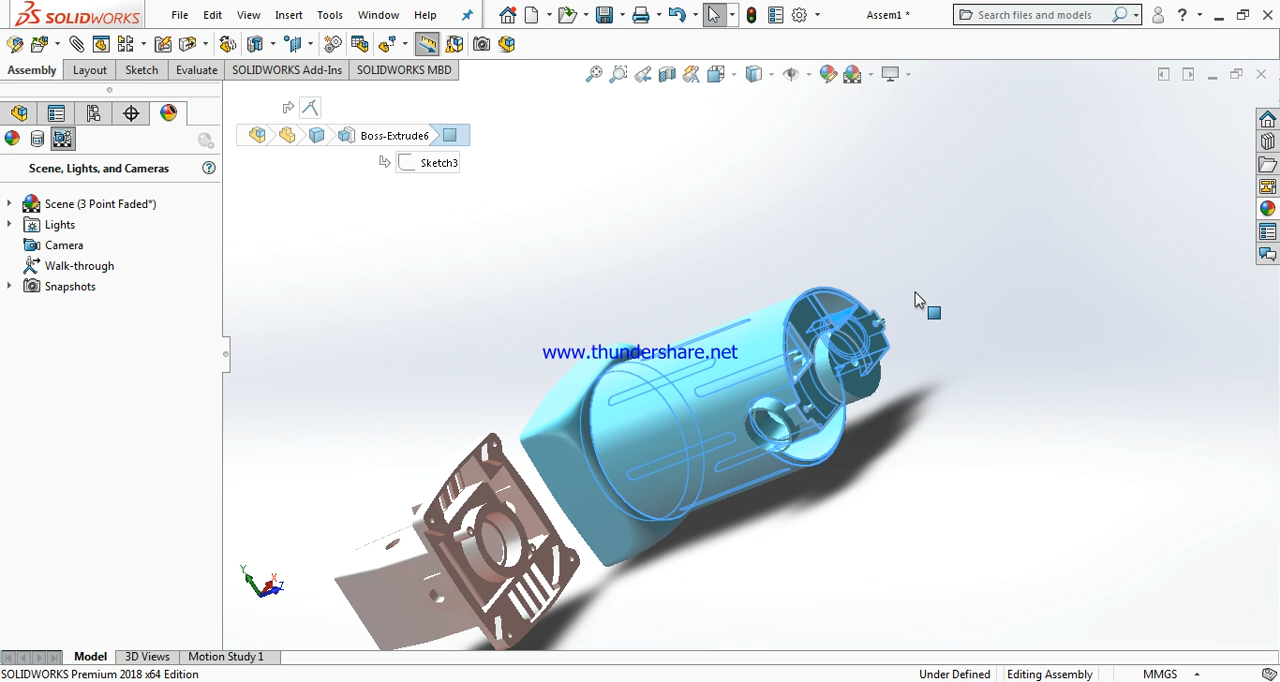 SOLIDWORKS File Edit View Insert Tools Window Help Assem1 * Search files and models ?
Assembly Layout Sketch Evaluate SOLIDWORKS Add-Ins SOLIDWORKS MBD
Boss-Extrude6
Sketch3
Scene, Lights, and Cameras ?
Scene (3 Point Faded*)
Lights
Camera
Walk-through
Snapshots
www.thundershare.net
Y X Z
Model 3D Views Motion Study 1
SOLIDWORKS Premium 2018 x64 Edition Under Defined Editing Assembly MMGS